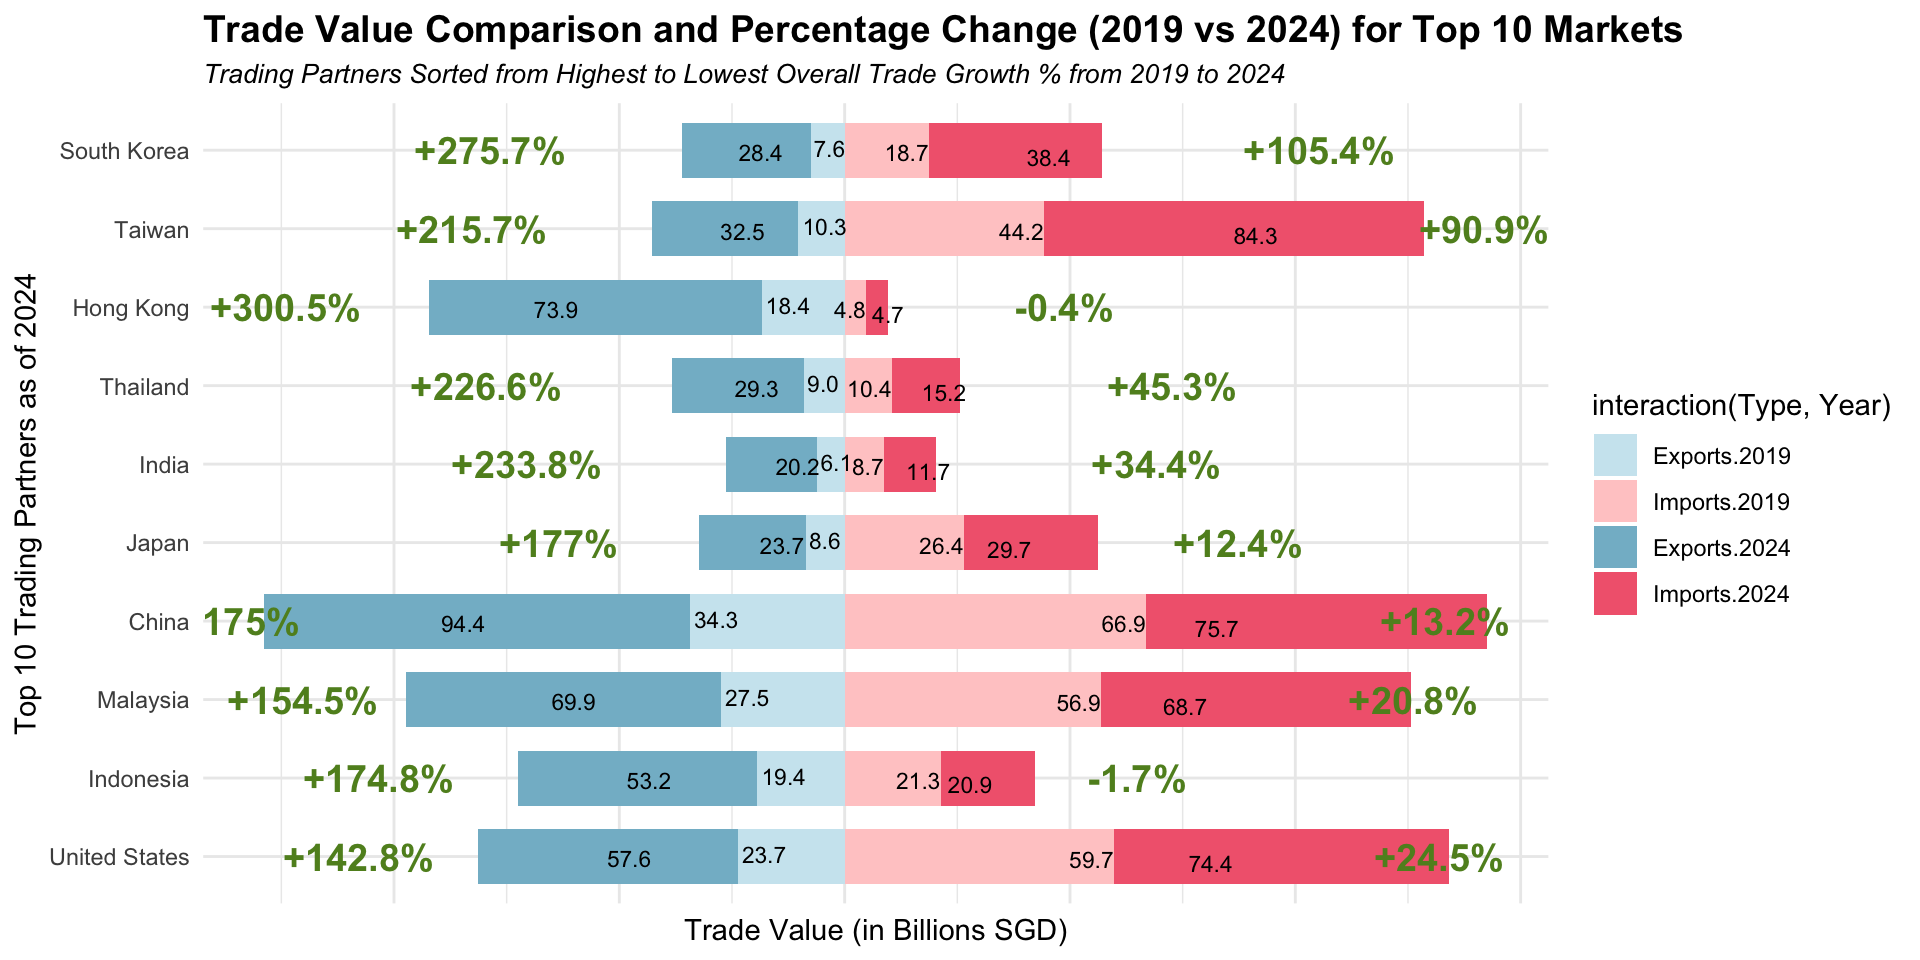 Trade Value Comparison and Percentage Change (2019 vs 2024) for Top 10 Markets
Trading Partners Sorted from Highest to Lowest Overall Trade Growth % from 2019 to 2024
Top 10 Trading Partners as of 2024
South Korea +275.7% 28.4 7.6 18.7 38.4 +105.4%
Taiwan +215.7% 32.5 10.3 44.2 84.3 +90.9%
Hong Kong +300.5% 73.9 18.4 4.8 4.7 -0.4%
Thailand +226.6% 29.3 9.0 10.4 15.2 +45.3%
India +233.8% 20.2 6.1 8.7 11.7 +34.4%
Japan +177% 23.7 8.6 26.4 29.7 +12.4%
China 175% 94.4 34.3 66.9 75.7 +13.2%
Malaysia +154.5% 69.9 27.5 56.9 68.7 +20.8%
Indonesia +174.8% 53.2 19.4 21.3 20.9 -1.7%
United States +142.8% 57.6 23.7 59.7 74.4 +24.5%
Trade Value (in Billions SGD)
interaction(Type, Year)
Exports.2019
Imports.2019
Exports.2024
Imports.2024